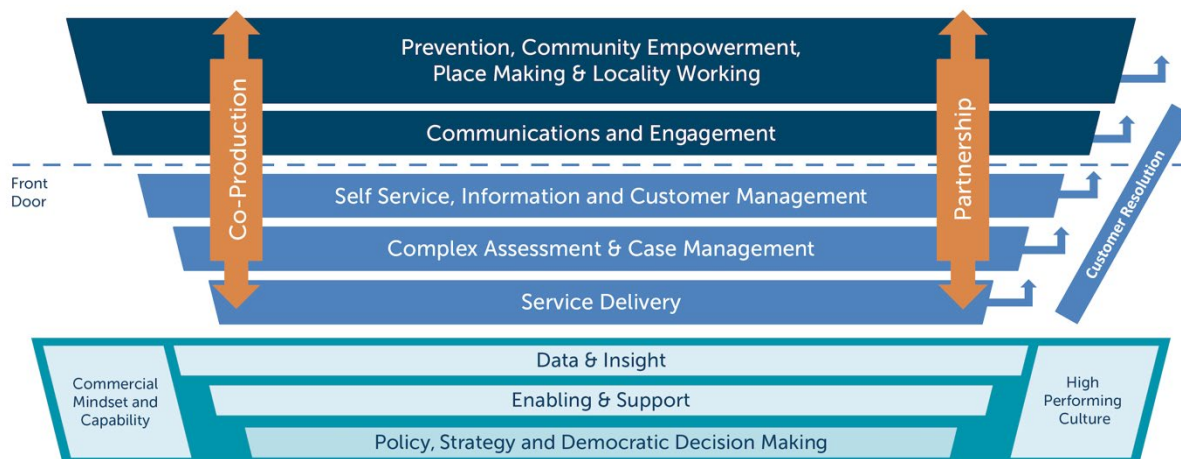 Prevention, Community Empowerment,
Place Making & Locality Working
Communications and Engagement
Co-Production
Partnership
Front
Door
Self Service, Information and Customer Management
Complex Assessment & Case Management
Service Delivery
Customer Resolution
Commercial
Mindset and
Capability
Data & Insight
Enabling & Support
Policy, Strategy and Democratic Decision Making
High
Performing
Culture